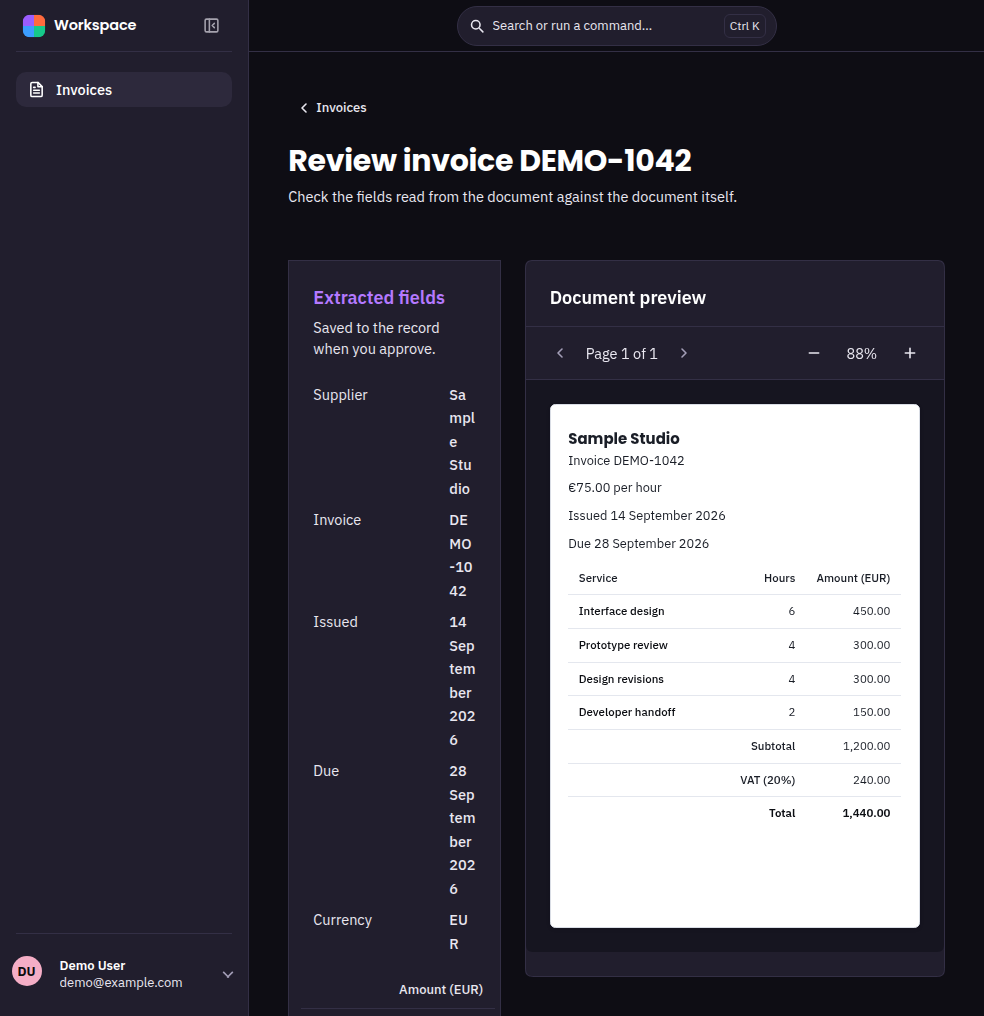 Workspace
Search or run a command...
Ctrl K
Invoices
Invoices
Review invoice DEMO-1042
Check the fields read from the document against the document itself.
Extracted fields
Saved to the record
when you approve.
Supplier
Sa
mpl
e
Stu
dio
Invoice
DE
MO
-10
42
Issued
14
Sep
tem
ber
202
6
Due
28
Sep
tem
ber
202
6
Currency
EU
R
Amount (EUR)
Document preview
Page 1 of 1
88%
Sample Studio
Invoice DEMO-1042
€75.00 per hour
Issued 14 September 2026
Due 28 September 2026
Service Hours Amount (EUR)
Interface design 6 450.00
Prototype review 4 300.00
Design revisions 4 300.00
Developer handoff 2 150.00
Subtotal 1,200.00
VAT (20%) 240.00
Total 1,440.00
DU
Demo User
demo@example.com